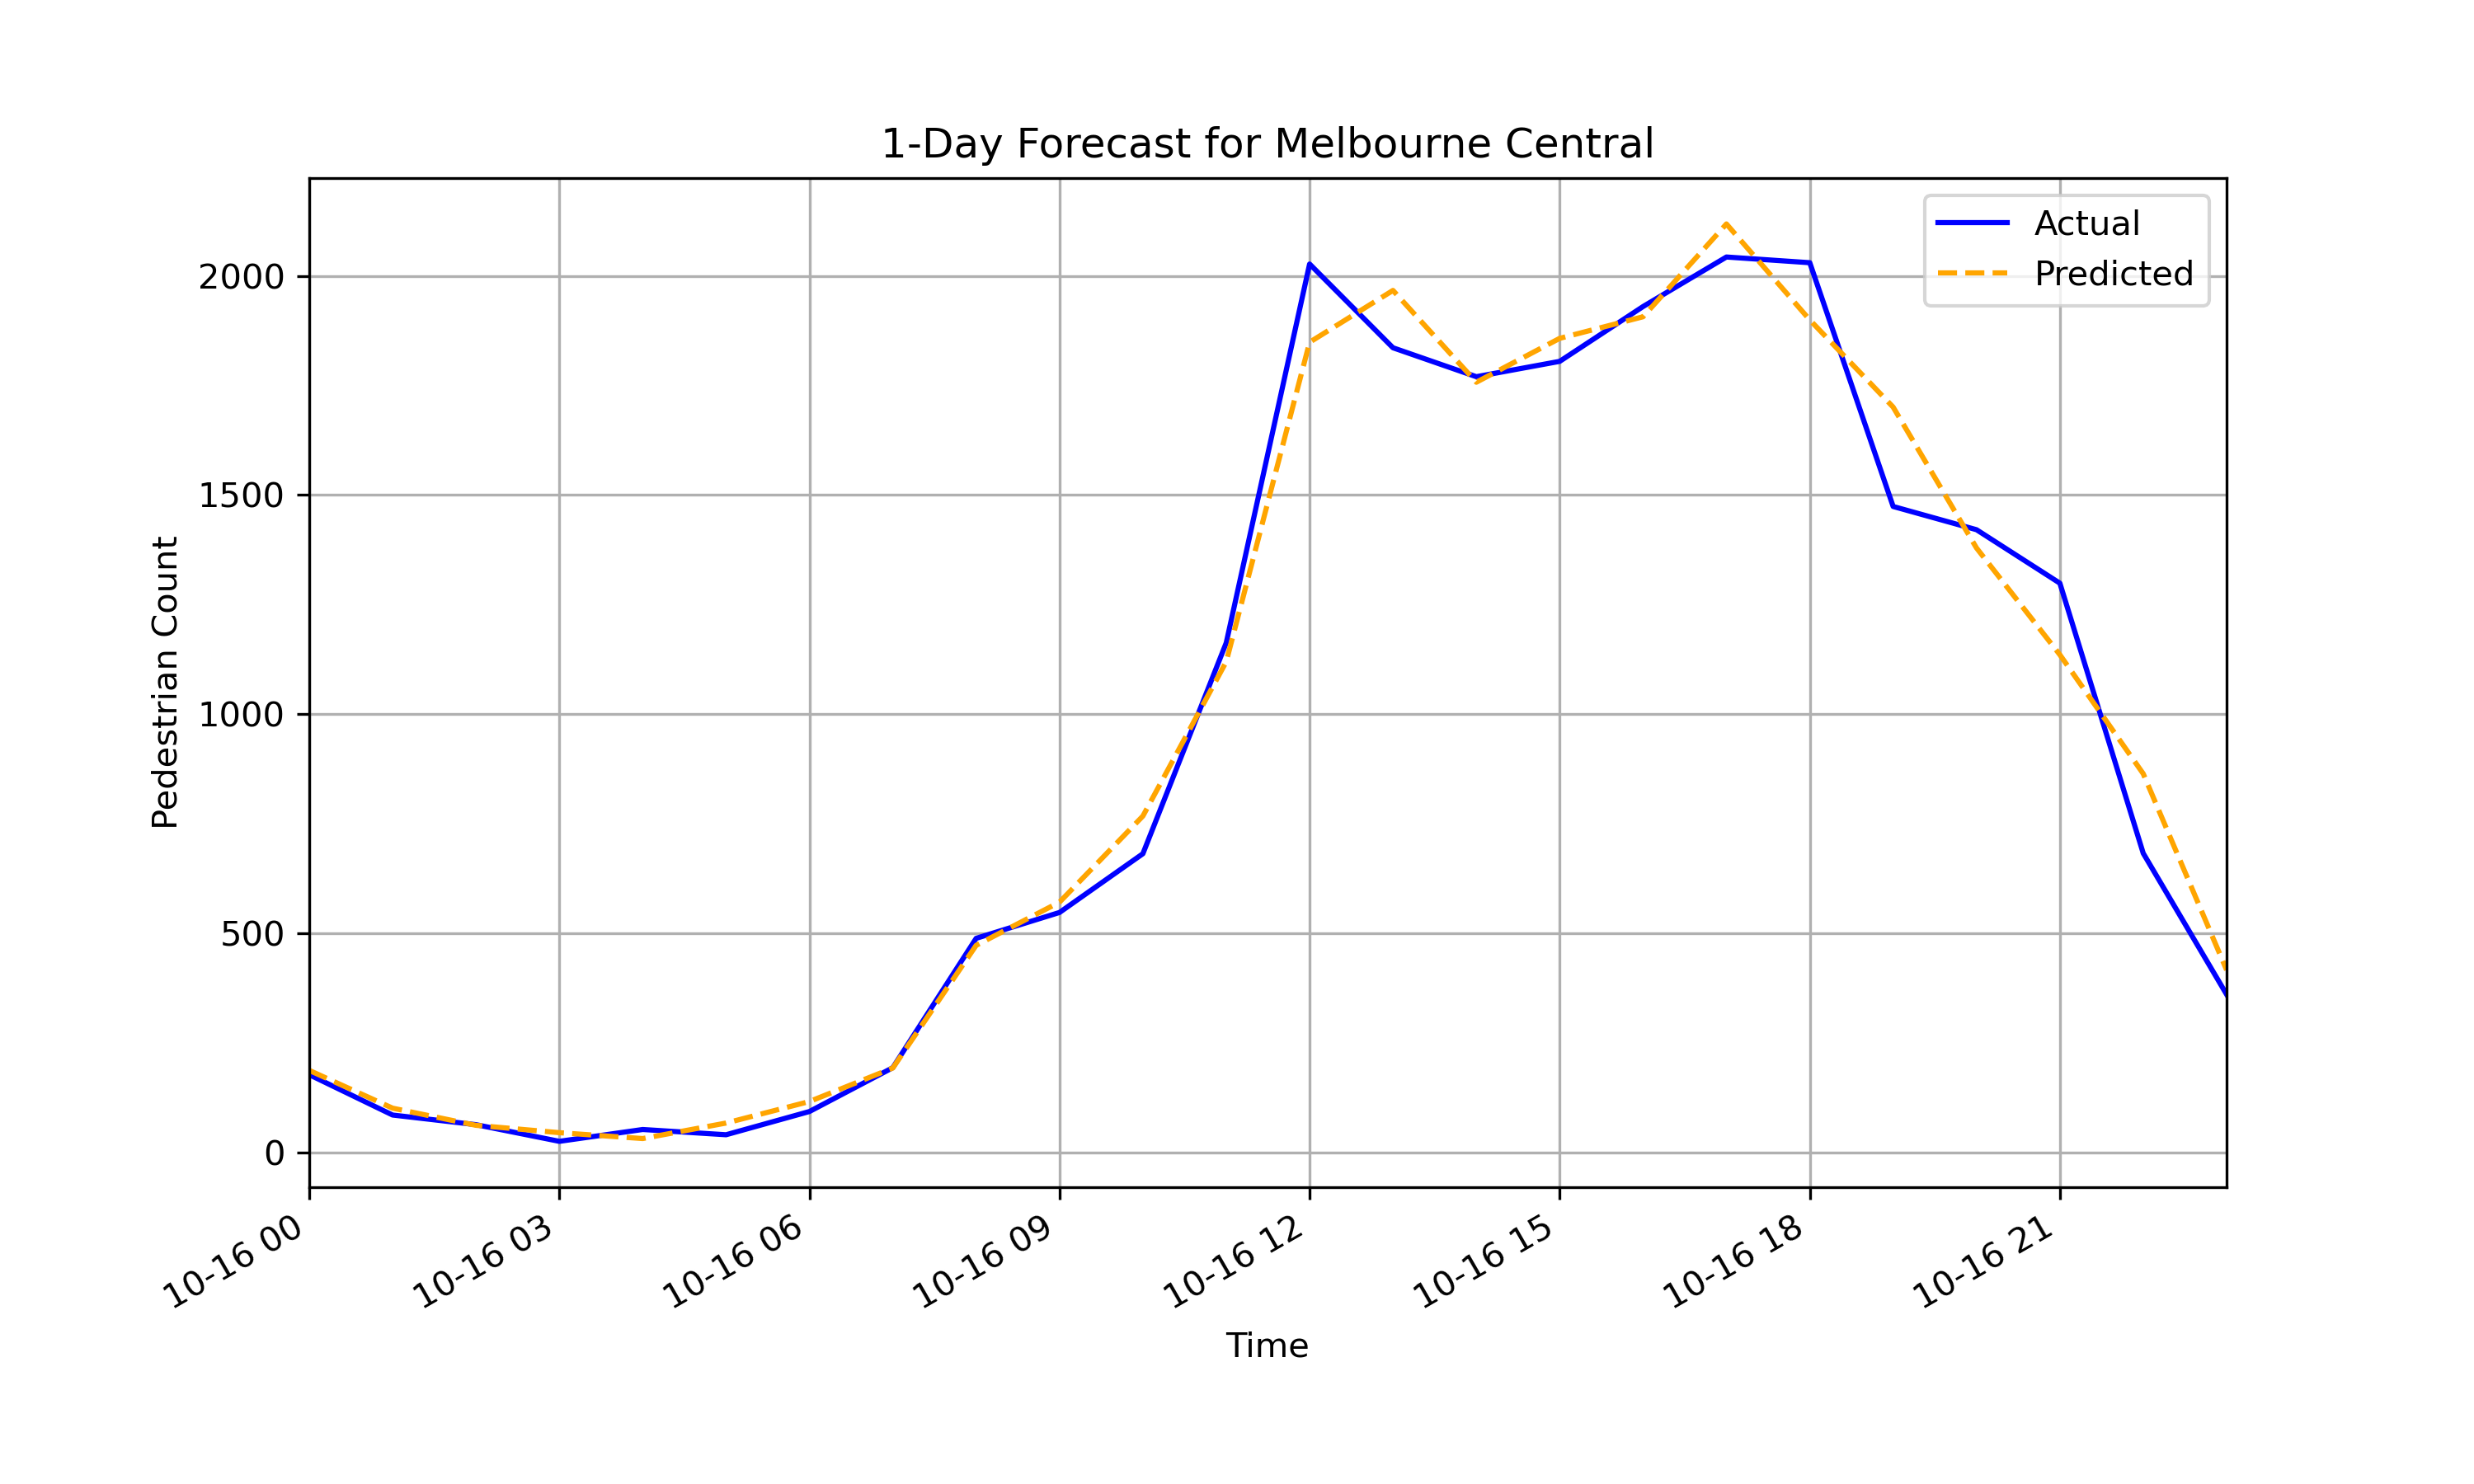 1-Day Forecast for Melbourne Central
Actual
Predicted
Pedestrian Count
2000
1500
1000
500
0
10-16 00
10-16 03
10-16 06
10-16 09
10-16 12
10-16 15
10-16 18
10-16 21
Time